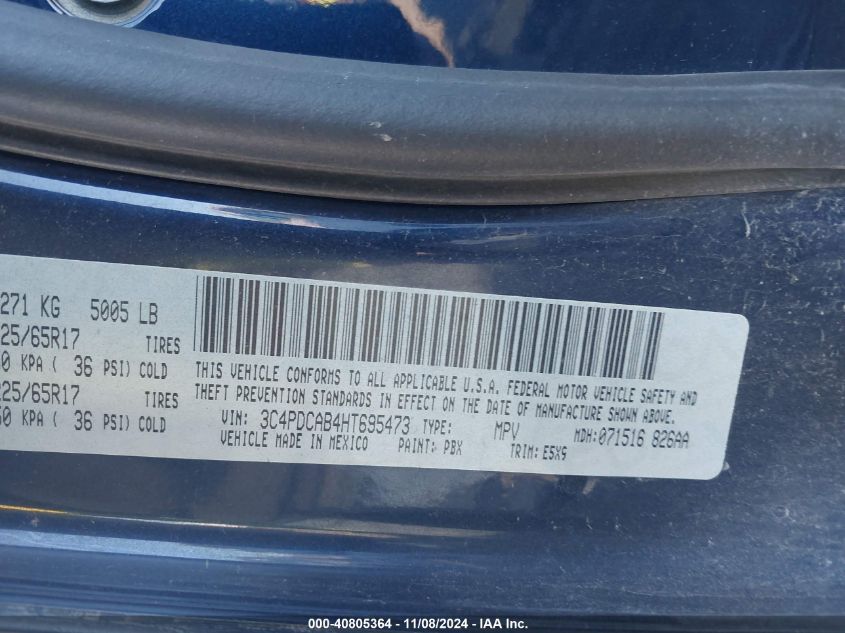 271 KG 5005 LB
25/65R17 TIRES
0 KPA ( 36 PSI) COLD
225/65R17 TIRES
50 KPA ( 36 PSI) COLD
THIS VEHICLE CONFORMS TO ALL APPLICABLE U.S.A. FEDERAL MOTOR VEHICLE SAFETY AND
THEFT PREVENTION STANDARDS IN EFFECT ON THE DATE OF MANUFACTURE SHOWN ABOVE.
VIN: 3C4PDCAB4HT695473 TYPE: MPV MDH:071516 826AA
VEHICLE MADE IN MEXICO PAINT: PBX TRIM: E5X9
000-40805364 - 11/08/2024 - IAA Inc.